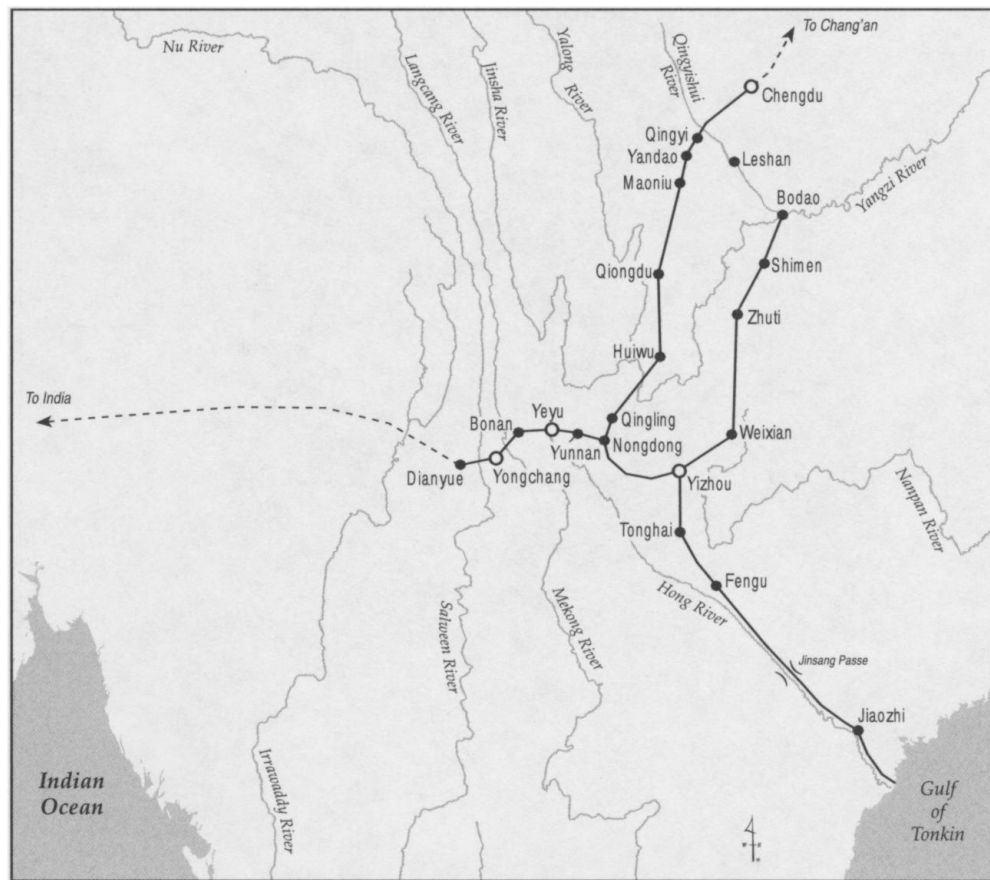 To Chang'an
Nu River
Langcang River
Jinsha River
Yalong
River
Qingyishui
River
Chengdu
Qingyi
Yandao
Leshan
Maoniu
Bodao
Yangzi River
Shimen
Qiongdu
Zhuti
Huiwu
To India
Yeyu
Qingling
Bonan
Weixian
Yunnan
Nongdong
Dianyue
Yongchang
Yizhou
Nanpan
River
Tonghai
Fengu
Hong River
Salween River
Mekong River
Jinsang Passe
Jiaozhi
Irrawaddy River
Indian
Ocean
Gulf
of
Tonkin